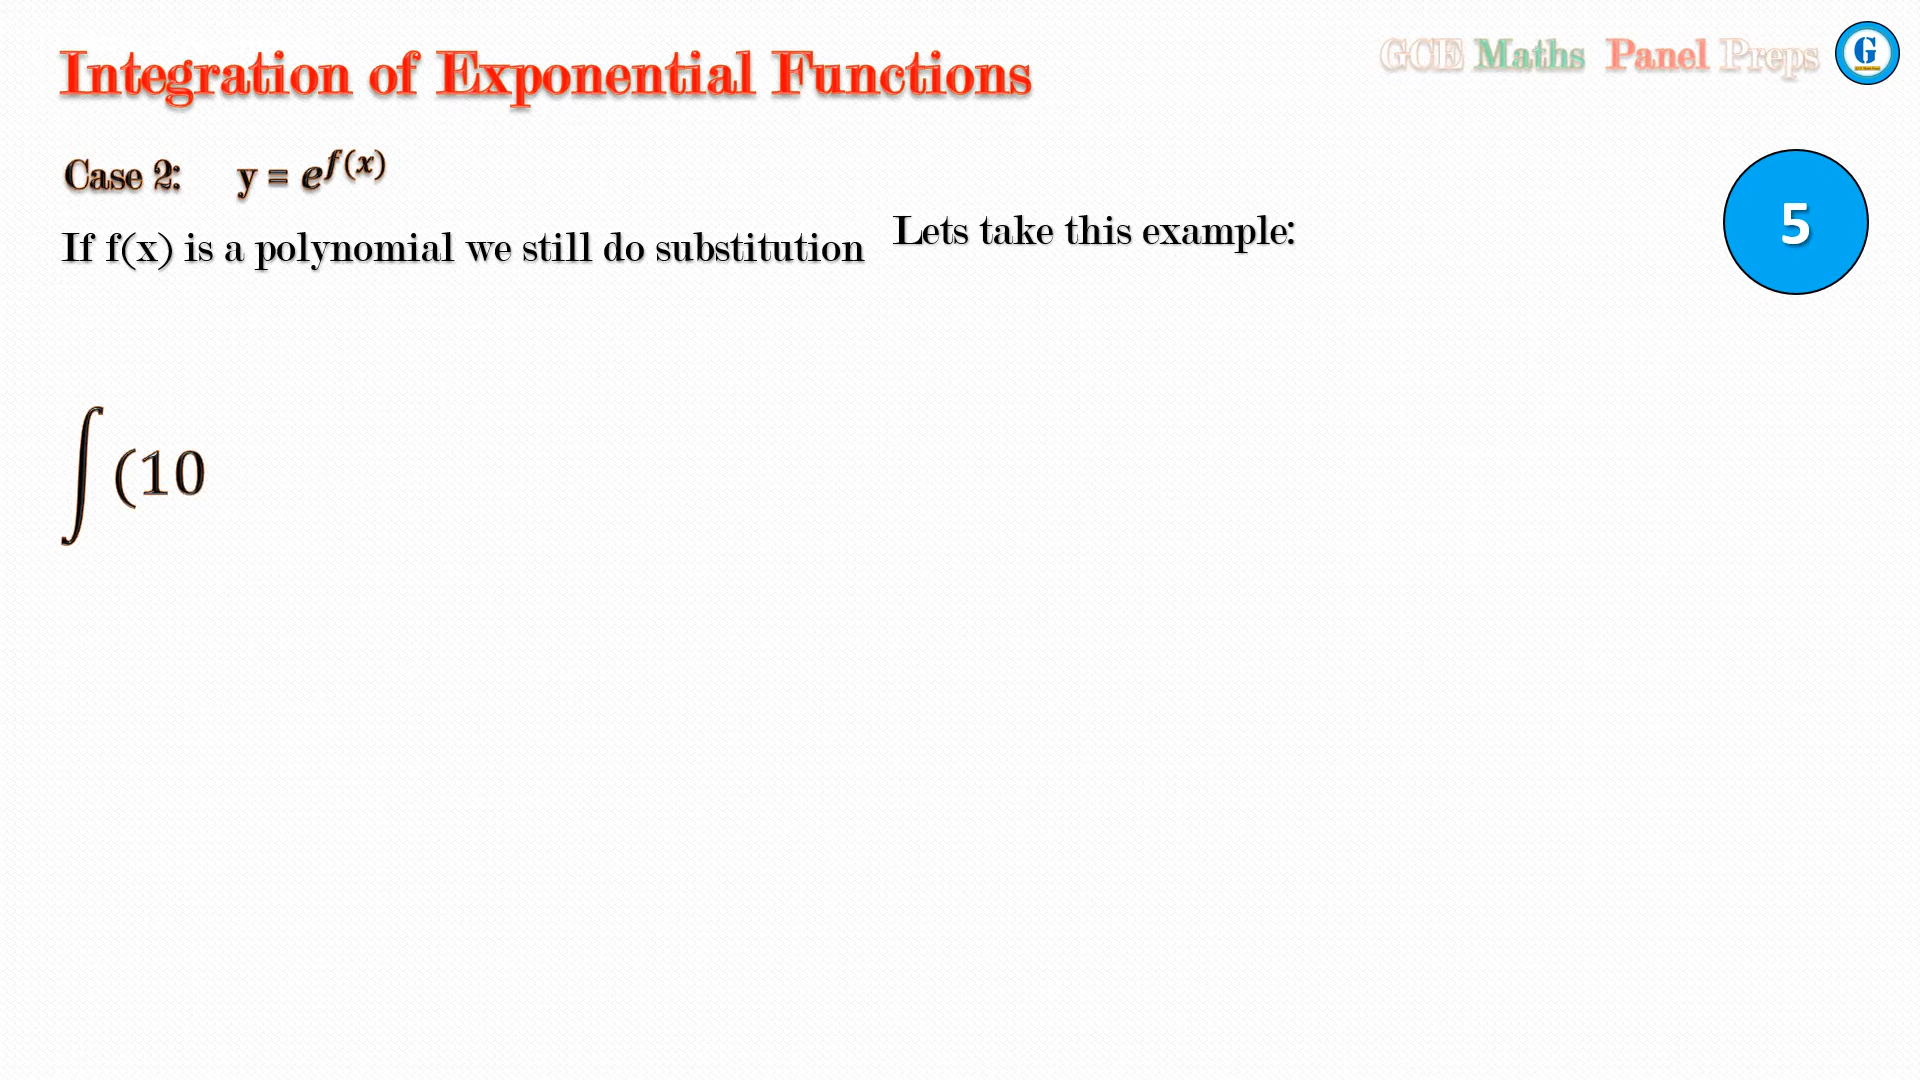 Integration of Exponential Functions
GCE Maths Panel Preps
G
Case 2: y = e^{f(x)}
If f(x) is a polynomial we still do substitution
Lets take this example:
5
∫(10